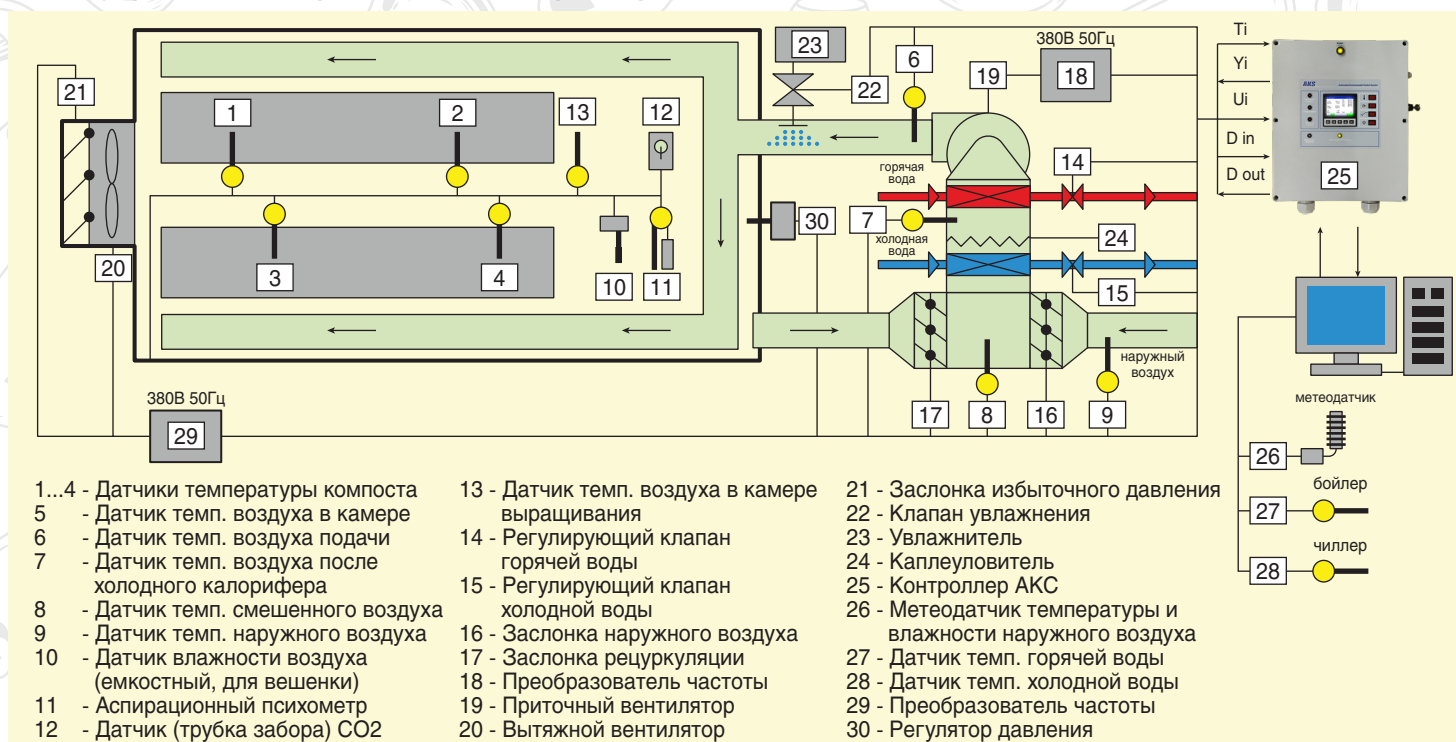 23
6
380В 50Гц
19
18
22
21
1
2
13
12
горячая
вода
14
7
30
холодная
вода
24
15
20
3
4
10
11
наружный
воздух
17
8
16
9
380В 50Гц
29
Ti
Yi
Ui
D in
D out
AKS
25
метеодатчик
26
бойлер
27
чиллер
28
1...4 - Датчики температуры компоста
5 - Датчик темп. воздуха в камере
6 - Датчик темп. воздуха подачи
7 - Датчик темп. воздуха после
холодного калорифера
8 - Датчик темп. смешенного воздуха
9 - Датчик темп. наружного воздуха
10 - Датчик влажности воздуха
(емкостный, для вешенки)
11 - Аспирационный психометр
12 - Датчик (трубка забора) СО2
13 - Датчик темп. воздуха в камере
выращивания
14 - Регулирующий клапан
горячей воды
15 - Регулирующий клапан
холодной воды
16 - Заслонка наружного воздуха
17 - Заслонка рецуркуляции
18 - Преобразователь частоты
19 - Приточный вентилятор
20 - Вытяжной вентилятор
21 - Заслонка избыточного давления
22 - Клапан увлажнения
23 - Увлажнитель
24 - Каплеуловитель
25 - Контроллер АКС
26 - Метеодатчик температуры и
влажности наружного воздуха
27 - Датчик темп. горячей воды
28 - Датчик темп. холодной воды
29 - Преобразователь частоты
30 - Регулятор давления